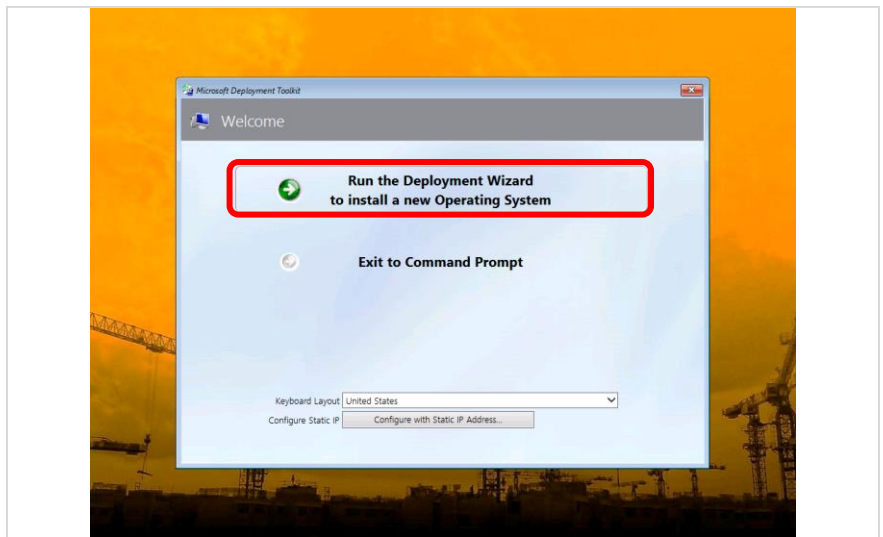 Microsoft Deployment Toolkit
Welcome
Run the Deployment Wizard
to install a new Operating System
Exit to Command Prompt
Keyboard Layout United States
Configure Static IP Configure with Static IP Address...